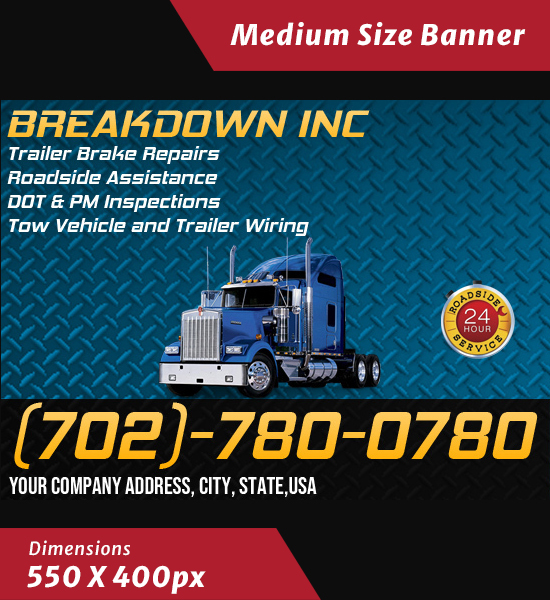 Medium Size Banner
BREAKDOWN INC
Trailer Brake Repairs
Roadside Assistance
DOT & PM Inspections
Tow Vehicle and Trailer Wiring
ROADSIDE
24
HOUR
SERVICE
(702)-780-0780
YOUR COMPANY ADDRESS, CITY, STATE,USA
Dimensions
550 X 400px